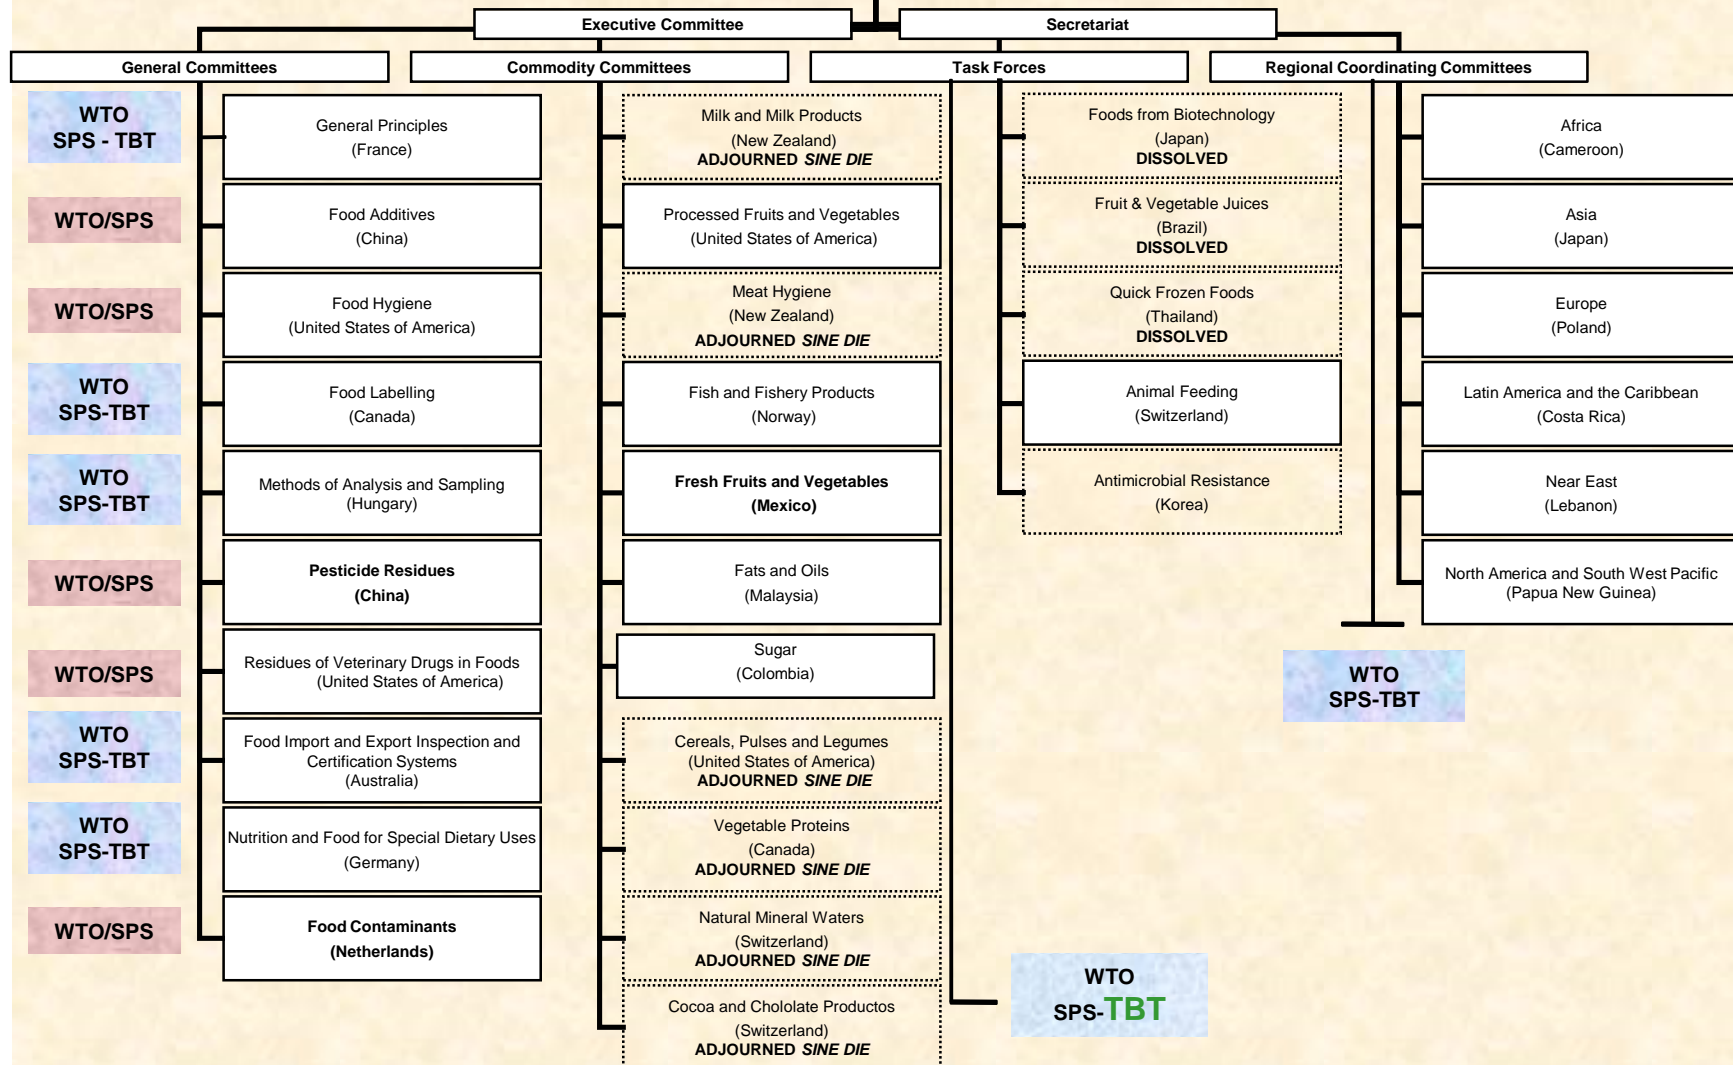 Executive Committee
Secretariat
General Committees
Commodity Committees
Task Forces
Regional Coordinating Committees
WTO
SPS - TBT
General Principles
(France)
WTO/SPS
Food Additives
(China)
WTO/SPS
Food Hygiene
(United States of America)
WTO
SPS-TBT
Food Labelling
(Canada)
WTO
SPS-TBT
Methods of Analysis and Sampling
(Hungary)
WTO/SPS
Pesticide Residues
(China)
WTO/SPS
Residues of Veterinary Drugs in Foods
(United States of America)
WTO
SPS-TBT
Food Import and Export Inspection and
Certification Systems
(Australia)
WTO
SPS-TBT
Nutrition and Food for Special Dietary Uses
(Germany)
WTO/SPS
Food Contaminants
(Netherlands)
Milk and Milk Products
(New Zealand)
ADJOURNED SINE DIE
Processed Fruits and Vegetables
(United States of America)
Meat Hygiene
(New Zealand)
ADJOURNED SINE DIE
Fish and Fishery Products
(Norway)
Fresh Fruits and Vegetables
(Mexico)
Fats and Oils
(Malaysia)
Sugar
(Colombia)
Cereals, Pulses and Legumes
(United States of America)
ADJOURNED SINE DIE
Vegetable Proteins
(Canada)
ADJOURNED SINE DIE
Natural Mineral Waters
(Switzerland)
ADJOURNED SINE DIE
Cocoa and Chololate Productos
(Switzerland)
ADJOURNED SINE DIE
Foods from Biotechnology
(Japan)
DISSOLVED
Fruit & Vegetable Juices
(Brazil)
DISSOLVED
Quick Frozen Foods
(Thailand)
DISSOLVED
Animal Feeding
(Switzerland)
Antimicrobial Resistance
(Korea)
WTO
SPS-TBT
Africa
(Cameroon)
Asia
(Japan)
Europe
(Poland)
Latin America and the Caribbean
(Costa Rica)
Near East
(Lebanon)
North America and South West Pacific
(Papua New Guinea)
WTO
SPS-TBT